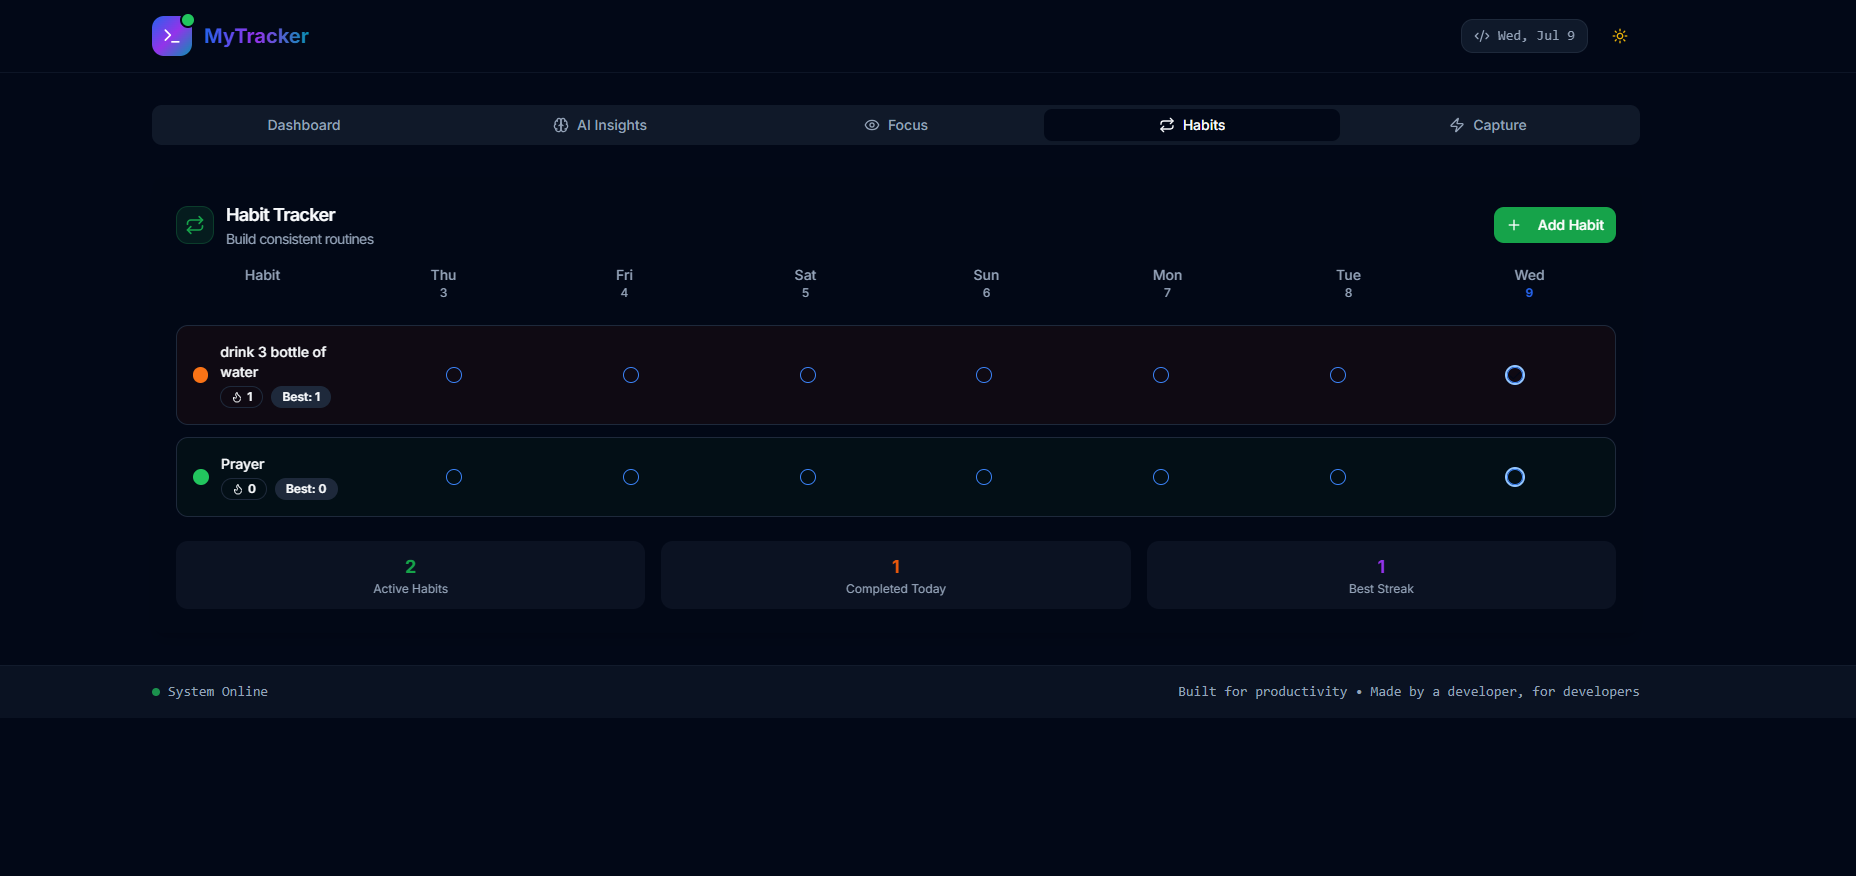 MyTracker
Wed, Jul 9
Dashboard
AI Insights
Focus
Habits
Capture
Habit Tracker
Build consistent routines
Add Habit
Habit
Thu
3
Fri
4
Sat
5
Sun
6
Mon
7
Tue
8
Wed
9
drink 3 bottle of
water
1
Best: 1
Prayer
0
Best: 0
2
Active Habits
1
Completed Today
1
Best Streak
System Online
Built for productivity • Made by a developer, for developers